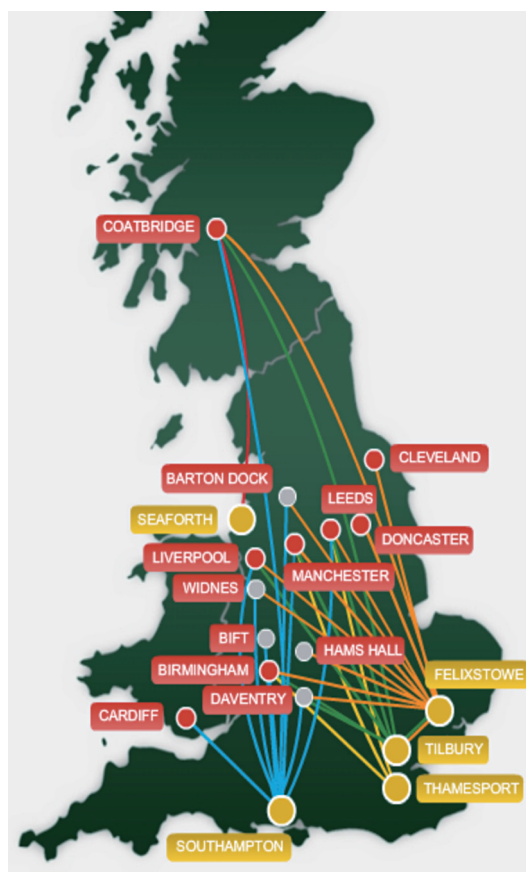 COATBRIDGE
CLEVELAND
BARTON DOCK
LEEDS
SEAFORTH
DONCASTER
LIVERPOOL
MANCHESTER
WIDNES
BIFT
HAMS HALL
BIRMINGHAM
FELIXSTOWE
DAVENTRY
CARDIFF
TILBURY
THAMESPORT
SOUTHAMPTON